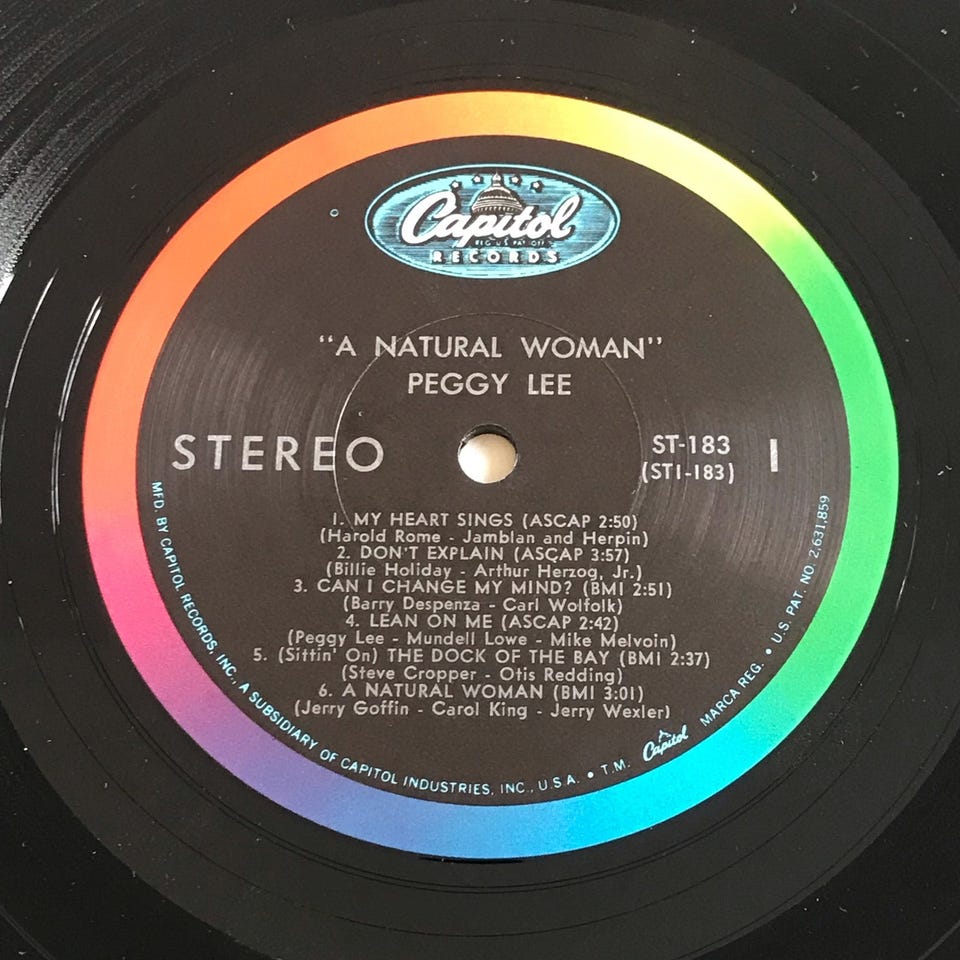 Capitol
REG. U.S. PAT. OFF.
RECORDS
"A NATURAL WOMAN"
PEGGY LEE
STEREO
ST-183
(ST1-183)
1
1. MY HEART SINGS (ASCAP 2:50)
(Harold Rome - Jamblan and Herpin)
2. DON'T EXPLAIN (ASCAP 3:57)
(Billie Holiday - Arthur Herzog, Jr.)
3. CAN I CHANGE MY MIND? (BMI 2:51)
(Barry Despenza - Carl Wolfolk)
4. LEAN ON ME (ASCAP 2:42)
(Peggy Lee - Mundell Lowe - Mike Melvoin)
5. (Sittin' On) THE DOCK OF THE BAY (BMI 2:37)
(Steve Cropper - Otis Redding)
6. A NATURAL WOMAN (BMI 3:01)
(Jerry Goffin - Carol King - Jerry Wexler)
MFD. BY CAPITOL RECORDS, INC., A SUBSIDIARY OF CAPITOL INDUSTRIES, INC., U.S.A. • T.M. Capitol MARCA REG. • U.S. PAT. NO. 2,631,859